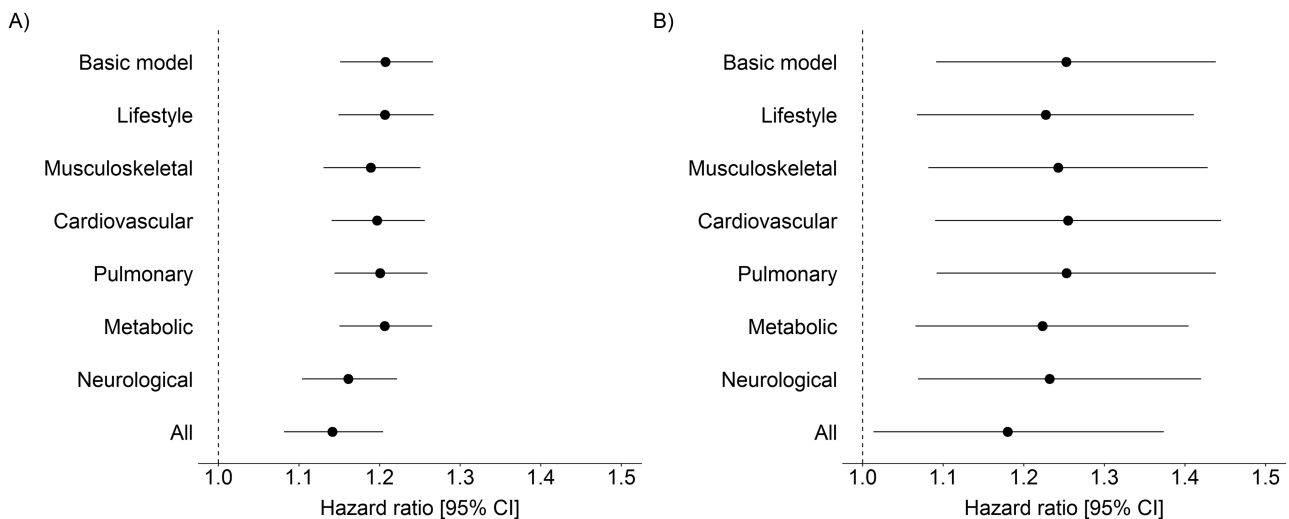 A)
Basic model
Lifestyle
Musculoskeletal
Cardiovascular
Pulmonary
Metabolic
Neurological
All
1.0 1.1 1.2 1.3 1.4 1.5
Hazard ratio [95% CI]
B)
Basic model
Lifestyle
Musculoskeletal
Cardiovascular
Pulmonary
Metabolic
Neurological
All
1.0 1.1 1.2 1.3 1.4 1.5
Hazard ratio [95% CI]